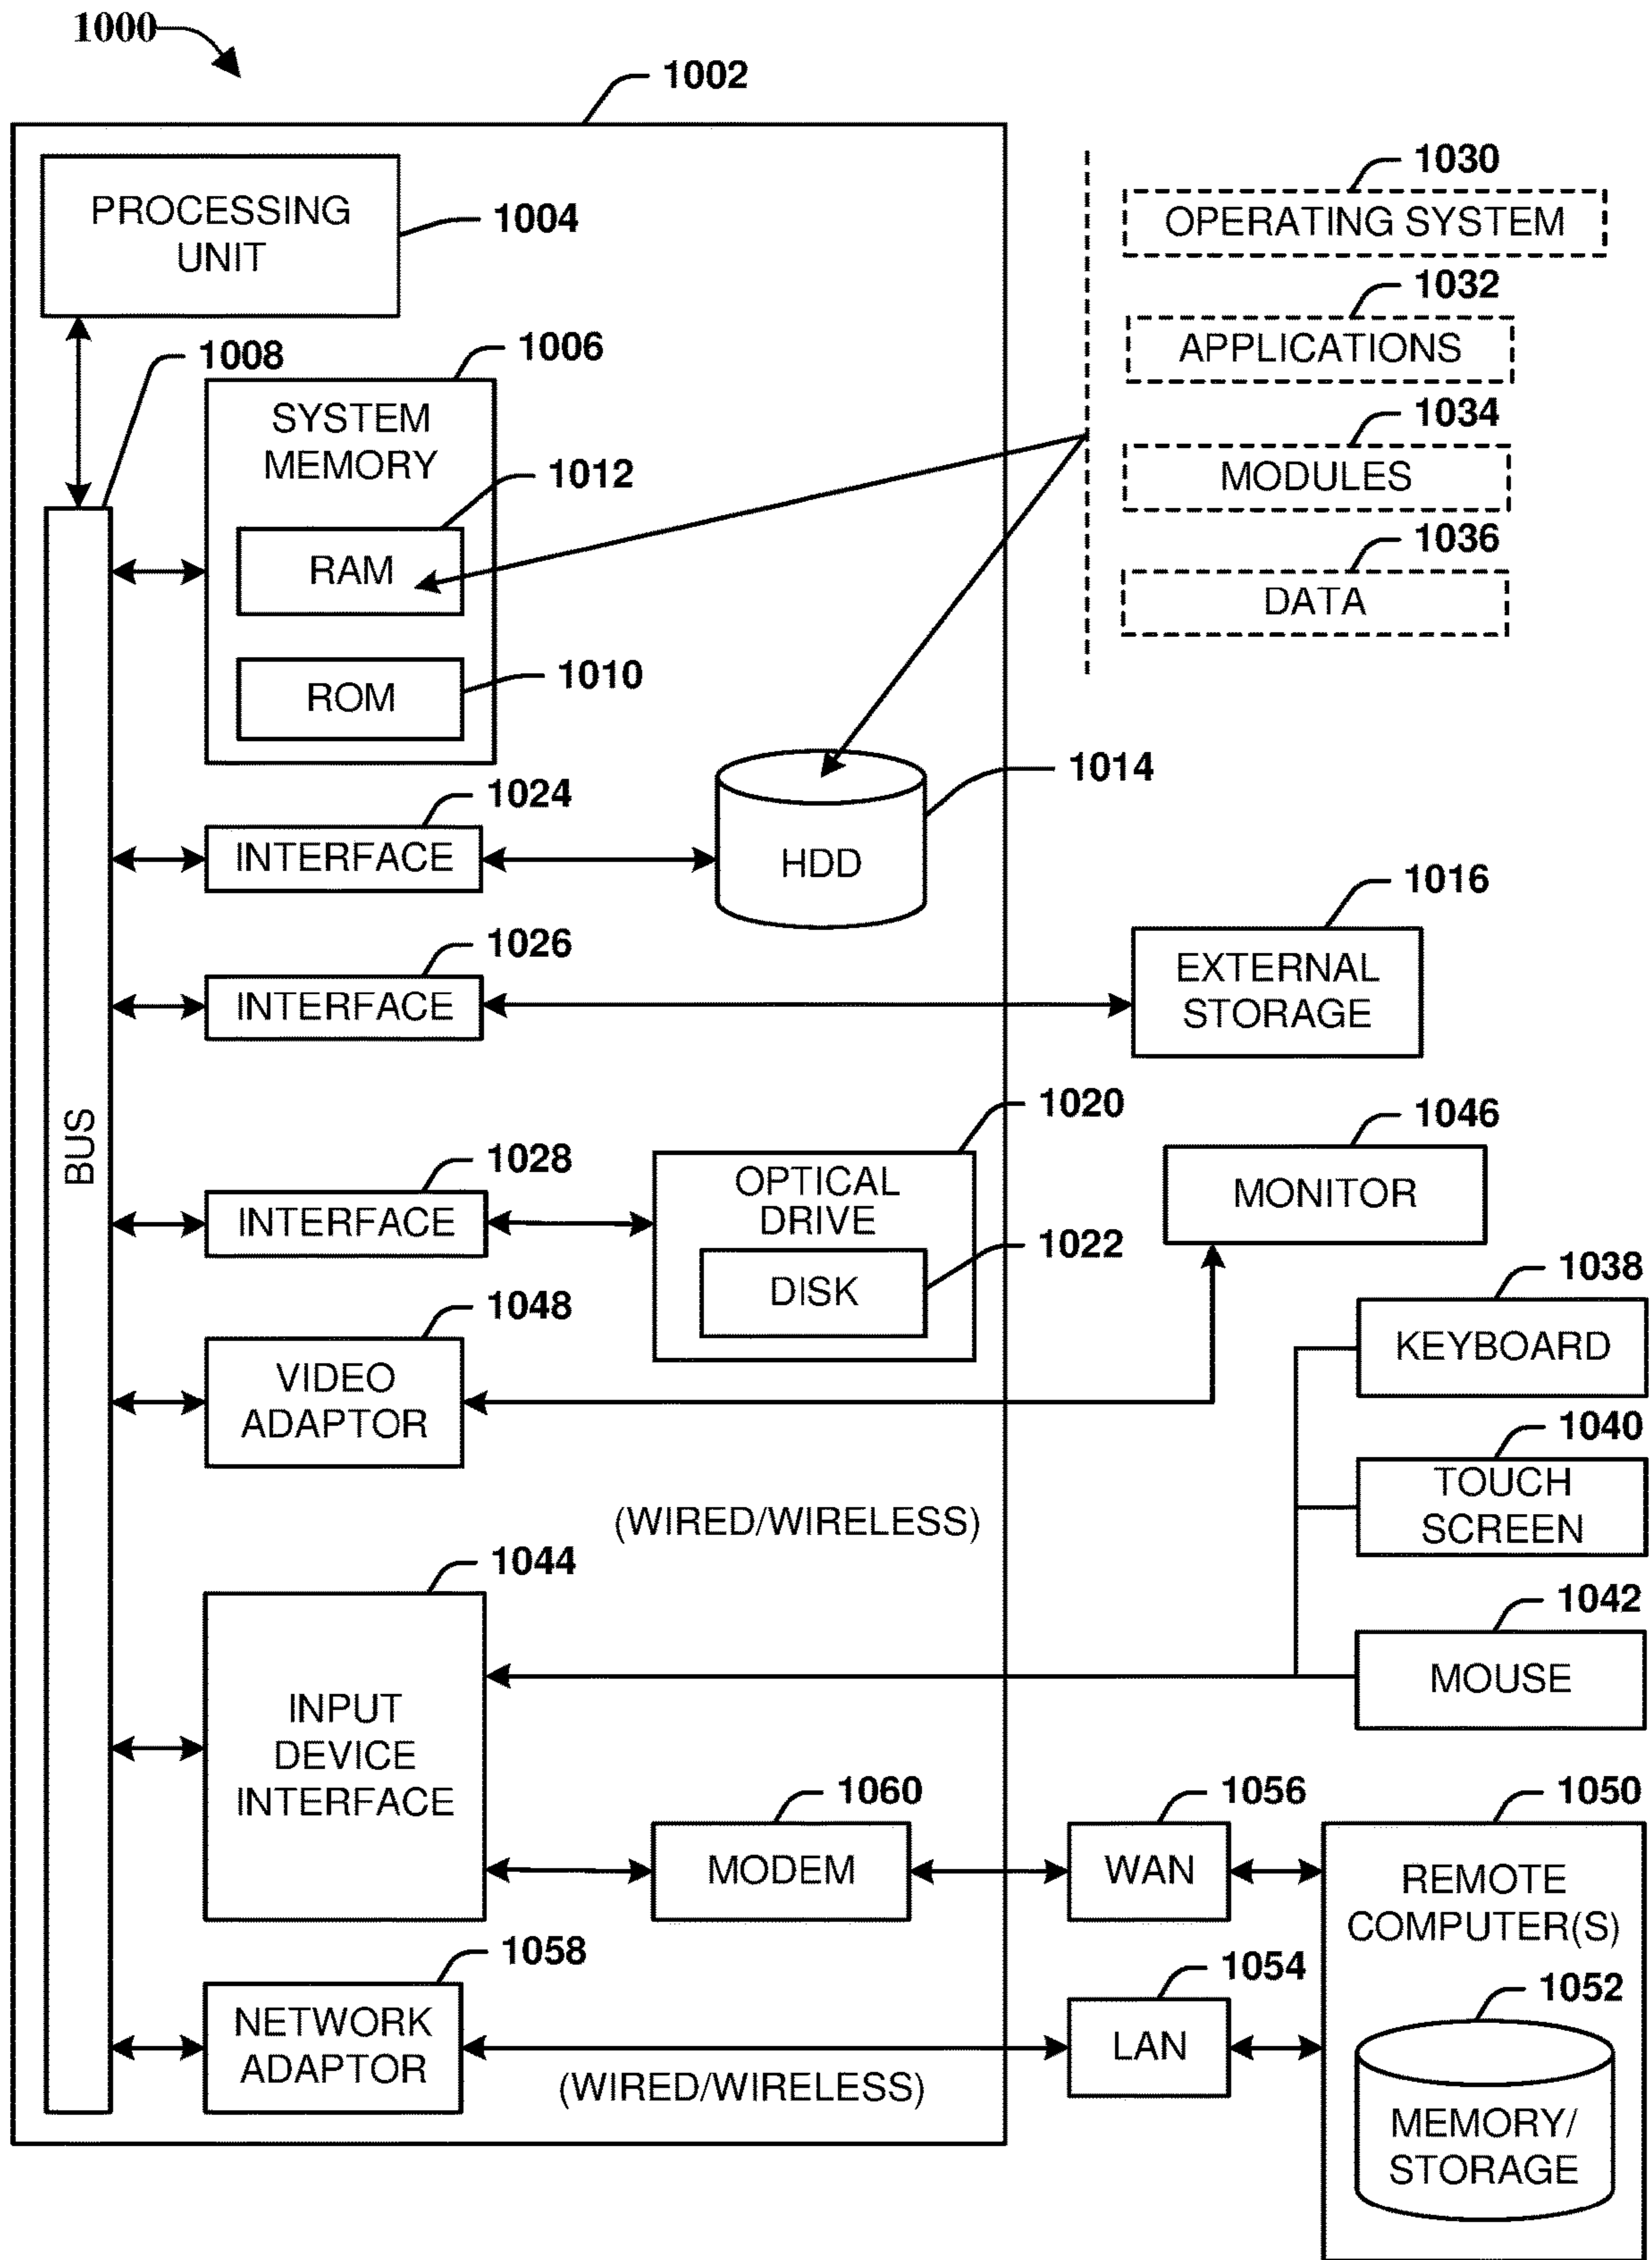 1000
1002
PROCESSING
UNIT
1004
1030
OPERATING SYSTEM
1032
APPLICATIONS
1034
MODULES
1036
DATA
1008
1006
SYSTEM
MEMORY
1012
RAM
1010
ROM
1014
HDD
1024
INTERFACE
1016
EXTERNAL
STORAGE
1026
INTERFACE
BUS
1020
OPTICAL
DRIVE
1022
DISK
1028
INTERFACE
1046
MONITOR
1048
VIDEO
ADAPTOR
1038
KEYBOARD
1040
TOUCH
SCREEN
(WIRED/WIRELESS)
1042
MOUSE
1044
INPUT
DEVICE
INTERFACE
1060
MODEM
1056
WAN
1050
REMOTE
COMPUTER(S)
1058
NETWORK
ADAPTOR
(WIRED/WIRELESS)
1054
LAN
1052
MEMORY/
STORAGE